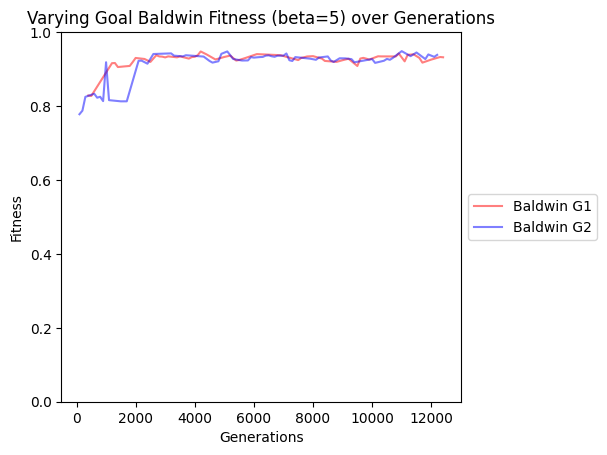 Varying Goal Baldwin Fitness (beta=5) over Generations
1.0
0.8
0.6
0.4
0.2
0.0
Fitness
0 2000 4000 6000 8000 10000 12000
Generations
Baldwin G1
Baldwin G2